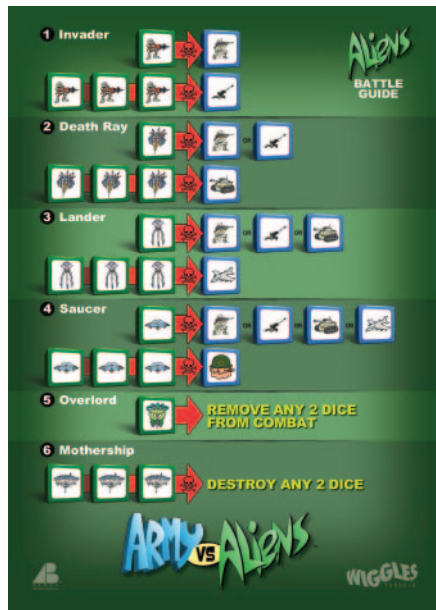 1 Invader
Aliens
BATTLE
GUIDE
2 Death Ray
OR
3 Lander
OR OR
4 Saucer
OR OR OR
5 Overlord
REMOVE ANY 2 DICE
FROM COMBAT
6 Mothership
DESTROY ANY 2 DICE
ARMY VS ALIENS
AB
WIGGLES